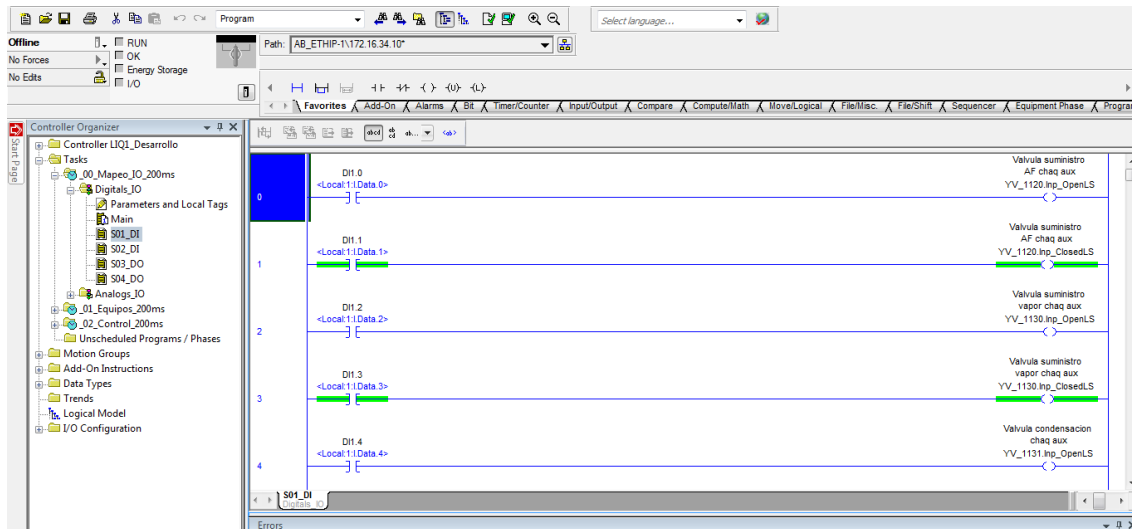 Program
Select language...
Offline
RUN
No Forces
OK
No Edits
Energy Storage
I/O
Path: AB_ETHIP-1\172.16.34.10*
Favorites Add-On Alarms Bit Timer/Counter Input/Output Compare Compute/Math Move/Logical File/Misc. File/Shift Sequencer Equipment Phase Program
Start Page
Controller Organizer
Controller LIQ1_Desarrollo
Tasks
_00_Mapeo_IO_200ms
Digitals_IO
Parameters and Local Tags
Main
S01_DI
S02_DI
S03_DO
S04_DO
Analogs_IO
_01_Equipos_200ms
_02_Control_200ms
Unscheduled Programs / Phases
Motion Groups
Add-On Instructions
Data Types
Trends
Logical Model
I/O Configuration
0
DI1.0
<Local:1:I.Data.0>
Valvula suministro
AF chaq aux
YV_1120.Inp_OpenLS
1
DI1.1
<Local:1:I.Data.1>
Valvula suministro
AF chaq aux
YV_1120.Inp_ClosedLS
2
DI1.2
<Local:1:I.Data.2>
Valvula suministro
vapor chaq aux
YV_1130.Inp_OpenLS
3
DI1.3
<Local:1:I.Data.3>
Valvula suministro
vapor chaq aux
YV_1130.Inp_ClosedLS
4
DI1.4
<Local:1:I.Data.4>
Valvula condensacion
chaq aux
YV_1131.Inp_OpenLS
S01_DI
Digitals_IO
Errors